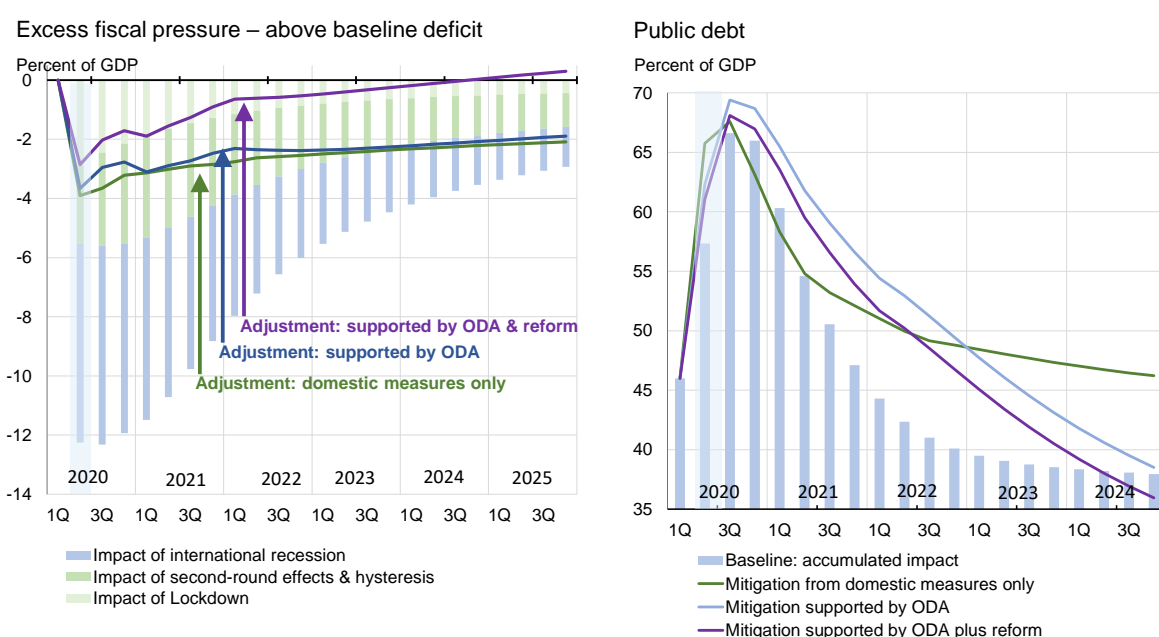 Excess fiscal pressure – above baseline deficit
Percent of GDP
0
-2
-4
-6
-8
-10
-12
-14
Adjustment: supported by ODA & reform
Adjustment: supported by ODA
Adjustment: domestic measures only
2020 2021 2022 2023 2024 2025
1Q 3Q 1Q 3Q 1Q 3Q 1Q 3Q 1Q 3Q 1Q 3Q
Impact of international recession
Impact of second-round effects & hysteresis
Impact of Lockdown
Public debt
Percent of GDP
70
65
60
55
50
45
40
35
2020 2021 2022 2023 2024
1Q 3Q 1Q 3Q 1Q 3Q 1Q 3Q 1Q 3Q
Baseline: accumulated impact
Mitigation from domestic measures only
Mitigation supported by ODA
Mitigation supported by ODA plus reform